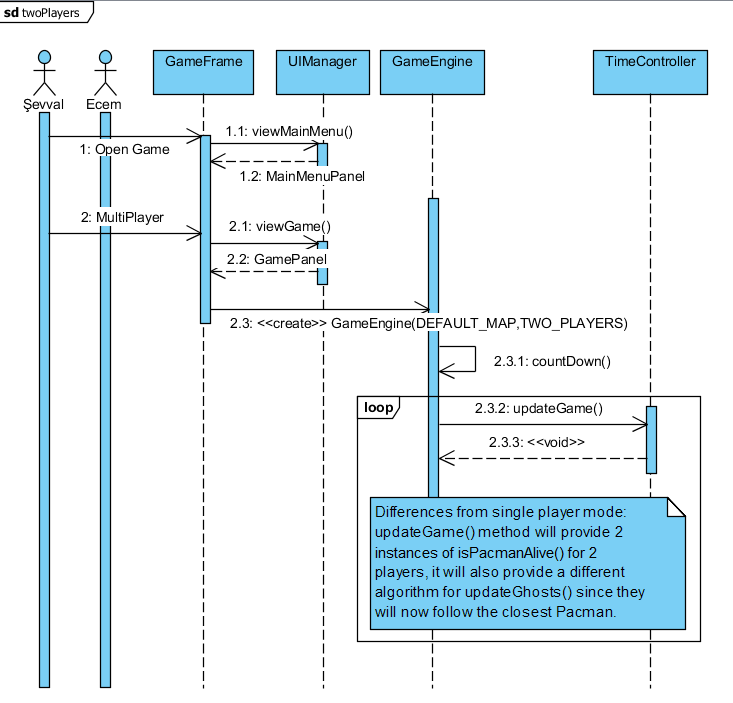 sd twoPlayers
Şevval
Ecem
GameFrame
UIManager
GameEngine
TimeController
1: Open Game
1.1: viewMainMenu()
1.2: MainMenuPanel
2: MultiPlayer
2.1: viewGame()
2.2: GamePanel
2.3: <<create>> GameEngine(DEFAULT_MAP,TWO_PLAYERS)
2.3.1: countDown()
loop
2.3.2: updateGame()
2.3.3: <<void>>
Differences from single player mode:
updateGame() method will provide 2
instances of isPacmanAlive() for 2
players, it will also provide a different
algorithm for updateGhosts() since they
will now follow the closest Pacman.